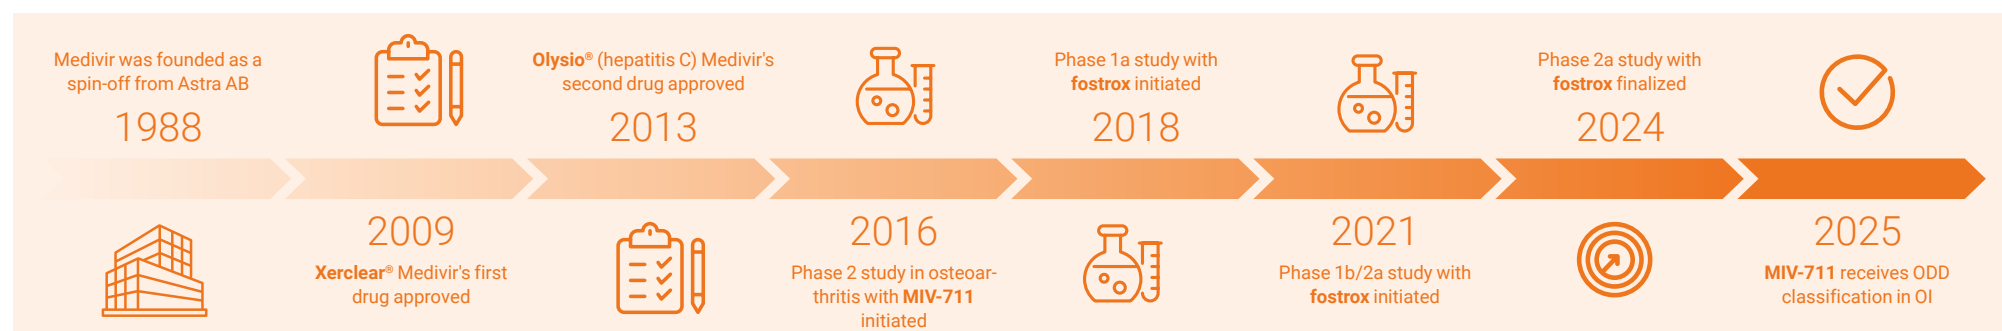 Medivir was founded as a
spin-off from Astra AB
1988
2009
Xerclear® Medivir's first
drug approved
Olysio® (hepatitis C) Medivir's
second drug approved
2013
2016
Phase 2 study in osteoar-
thritis with MIV-711
initiated
Phase 1a study with
fostrox initiated
2018
2021
Phase 1b/2a study with
fostrox initiated
Phase 2a study with
fostrox finalized
2024
2025
MIV-711 receives ODD
classification in OI